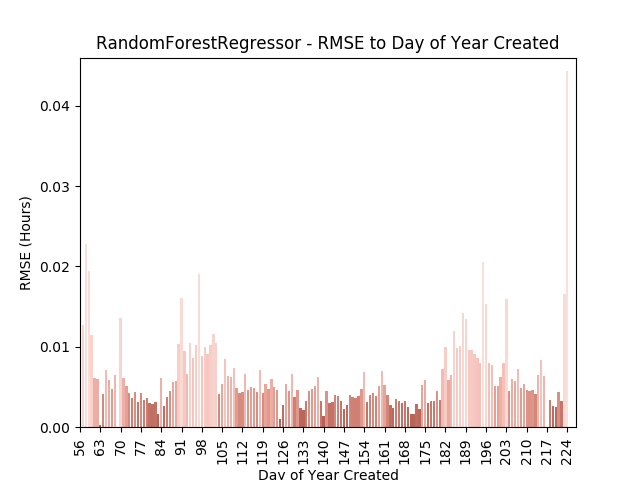 RandomForestRegressor - RMSE to Day of Year Created
0.04
0.03
0.02
0.01
0.00
RMSE (Hours)
56 63 70 77 84 91 98 105 112 119 126 133 140 147 154 161 168 175 182 189 196 203 210 217 224
Day of Year Created